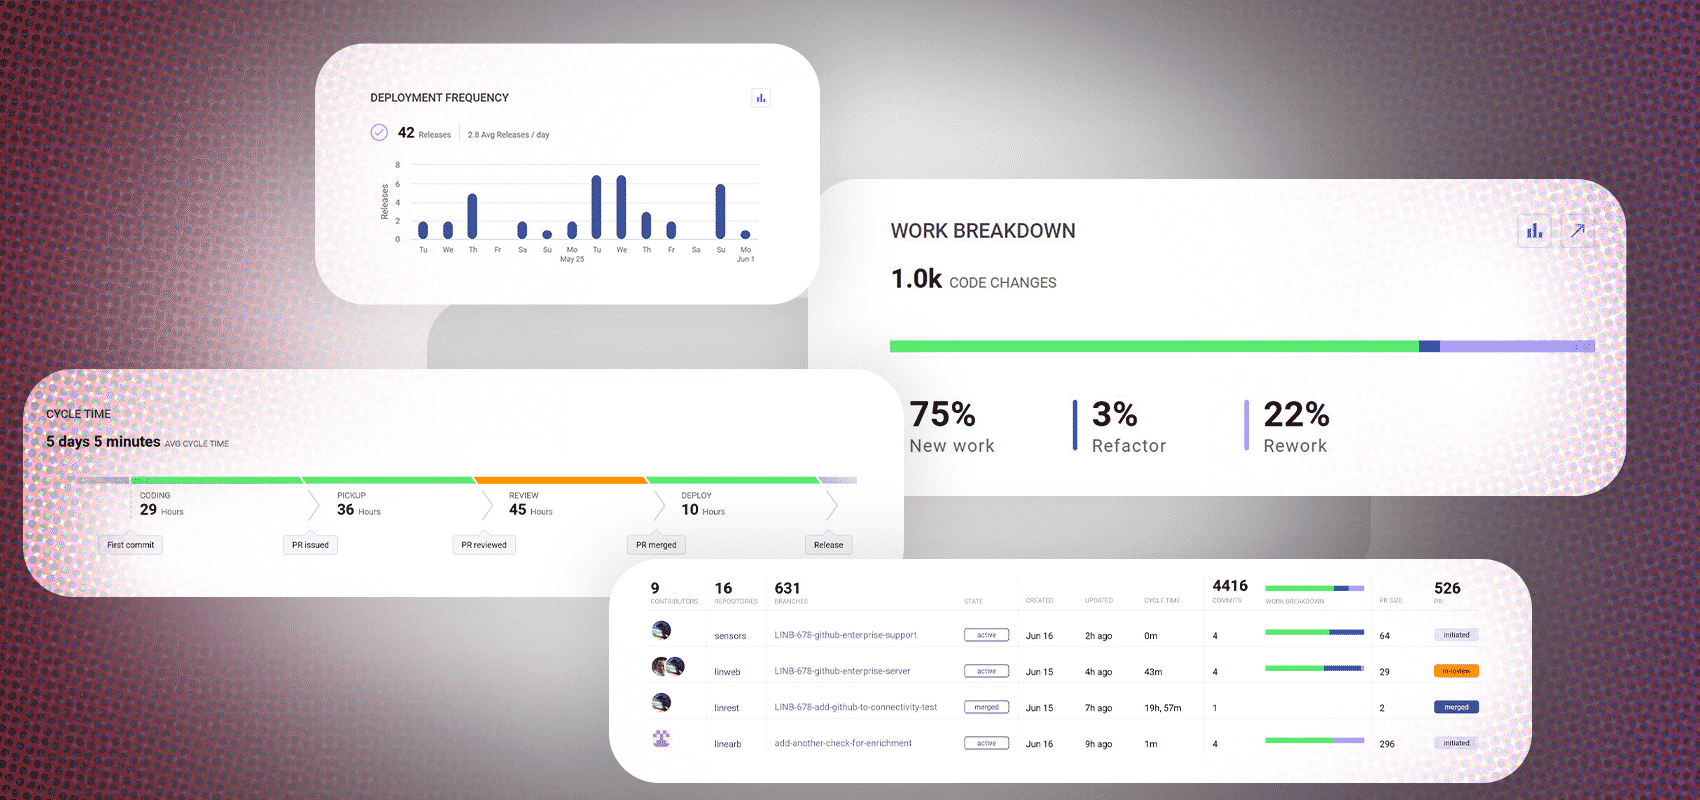 DEPLOYMENT FREQUENCY
42 Releases 2.8 Avg Releases / day
8
6
4
2
0
Releases
Tu We Th Fr Sa Su Mo Tu We Th Fr Sa Su Mo
May 25 Jun 1
WORK BREAKDOWN
1.0k CODE CHANGES
75% 3% 22%
New work Refactor Rework
CYCLE TIME
5 days 5 minutes AVG CYCLE TIME
CODING PICKUP REVIEW DEPLOY
29 Hours 36 Hours 45 Hours 10 Hours
First commit PR issued PR reviewed PR merged Release
9 16 631 4416 526
CONTRIBUTORS REPOSITORIES BRANCHES STATE CREATED UPDATED CYCLE TIME COMMITS WORK BREAKDOWN PR SIZE PR
sensors LINB-678-github-enterprise-support active Jun 16 2h ago 0m 4 64 initiated
linweb LINB-678-github-enterprise-server active Jun 15 4h ago 43m 4 29 in-review
linrest LINB-678-add-github-to-connectivity-test merged Jun 15 7h ago 19h, 57m 1 2 merged
linearb add-another-check-for-enrichment active Jun 16 9h ago 1m 4 296 initiated